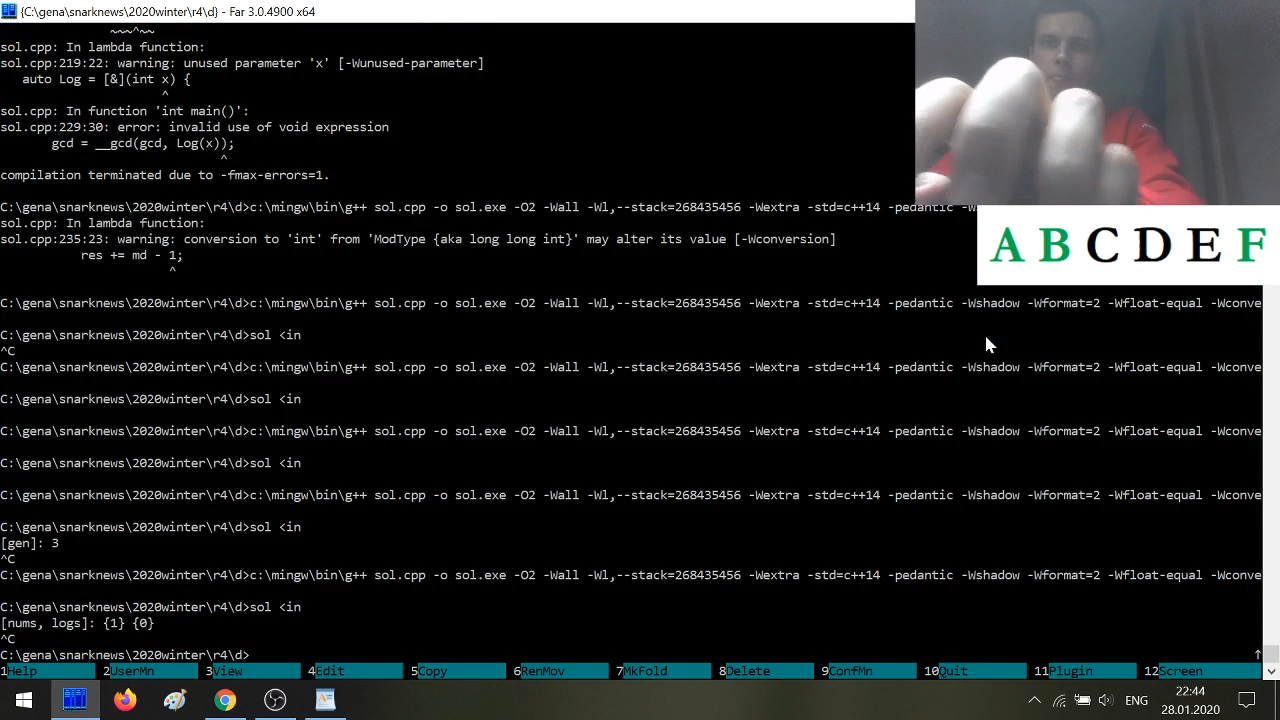 {C:\gena\snarknews\2020winter\r4\d} - Far 3.0.4900 x64
~~~^~~
sol.cpp: In lambda function:
sol.cpp:219:22: warning: unused parameter 'x' [-Wunused-parameter]
auto Log = [&](int x) {
^
sol.cpp: In function 'int main()':
sol.cpp:229:30: error: invalid use of void expression
gcd = __gcd(gcd, Log(x));
^
compilation terminated due to -fmax-errors=1.
C:\gena\snarknews\2020winter\r4\d>c:\mingw\bin\g++ sol.cpp -o sol.exe -O2 -Wall -Wl,--stack=268435456 -Wextra -std=c++14 -pedantic -W
sol.cpp: In lambda function:
sol.cpp:235:23: warning: conversion to 'int' from 'ModType {aka long long int}' may alter its value [-Wconversion]
res += md - 1;
^
A B C D E F
C:\gena\snarknews\2020winter\r4\d>c:\mingw\bin\g++ sol.cpp -o sol.exe -O2 -Wall -Wl,--stack=268435456 -Wextra -std=c++14 -pedantic -Wshadow -Wformat=2 -Wfloat-equal -Wconve
C:\gena\snarknews\2020winter\r4\d>sol <in
^C
C:\gena\snarknews\2020winter\r4\d>c:\mingw\bin\g++ sol.cpp -o sol.exe -O2 -Wall -Wl,--stack=268435456 -Wextra -std=c++14 -pedantic -Wshadow -Wformat=2 -Wfloat-equal -Wconve
C:\gena\snarknews\2020winter\r4\d>sol <in
C:\gena\snarknews\2020winter\r4\d>c:\mingw\bin\g++ sol.cpp -o sol.exe -O2 -Wall -Wl,--stack=268435456 -Wextra -std=c++14 -pedantic -Wshadow -Wformat=2 -Wfloat-equal -Wconve
C:\gena\snarknews\2020winter\r4\d>sol <in
C:\gena\snarknews\2020winter\r4\d>c:\mingw\bin\g++ sol.cpp -o sol.exe -O2 -Wall -Wl,--stack=268435456 -Wextra -std=c++14 -pedantic -Wshadow -Wformat=2 -Wfloat-equal -Wconve
C:\gena\snarknews\2020winter\r4\d>sol <in
[gen]: 3
^C
C:\gena\snarknews\2020winter\r4\d>c:\mingw\bin\g++ sol.cpp -o sol.exe -O2 -Wall -Wl,--stack=268435456 -Wextra -std=c++14 -pedantic -Wshadow -Wformat=2 -Wfloat-equal -Wconve
C:\gena\snarknews\2020winter\r4\d>sol <in
[nums, logs]: {1} {0}
^C
C:\gena\snarknews\2020winter\r4\d>
1Help 2UserMn 3View 4Edit 5Copy 6RenMov 7MkFold 8Delete 9ConfMn 10Quit 11Plugin 12Screen
ENG
22:44
28.01.2020